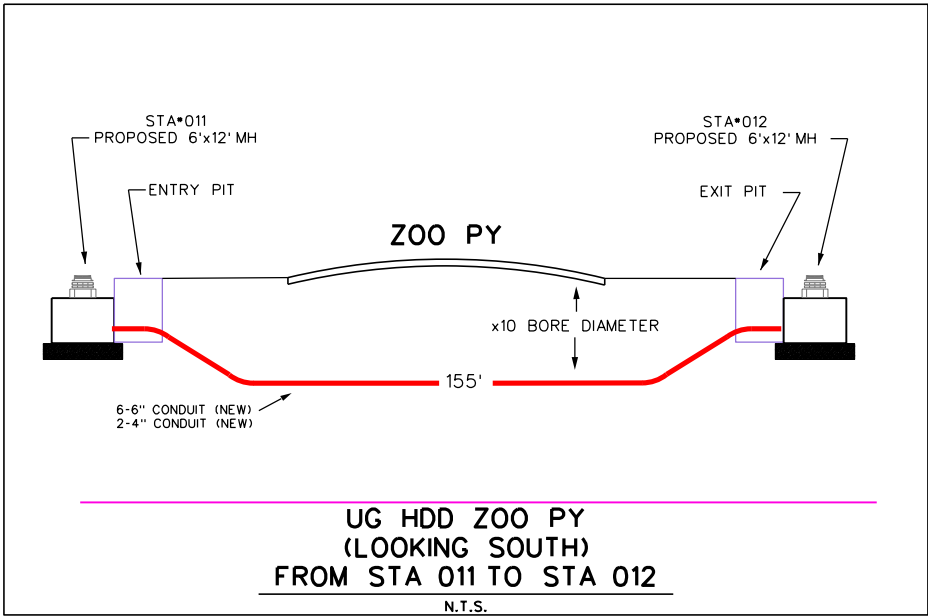 STA#011
PROPOSED 6'x12' MH
STA#012
PROPOSED 6'x12' MH
ENTRY PIT
EXIT PIT
ZOO PY
x10 BORE DIAMETER
155'
6-6" CONDUIT (NEW)
2-4" CONDUIT (NEW)
UG HDD ZOO PY
(LOOKING SOUTH)
FROM STA 011 TO STA 012
N.T.S.